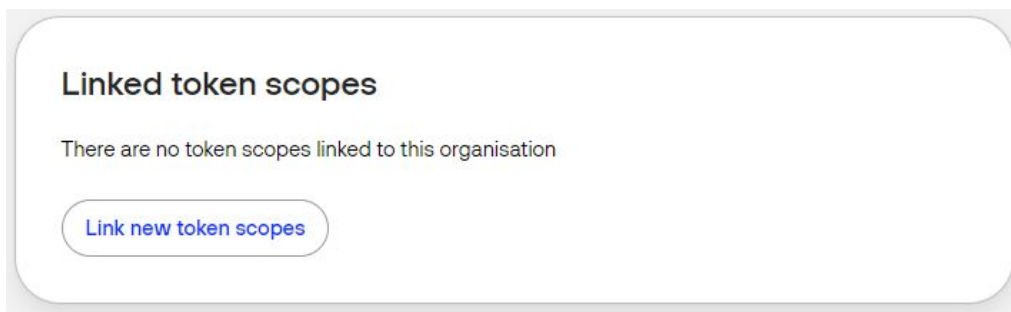 Linked token scopes
There are no token scopes linked to this organisation
Link new token scopes